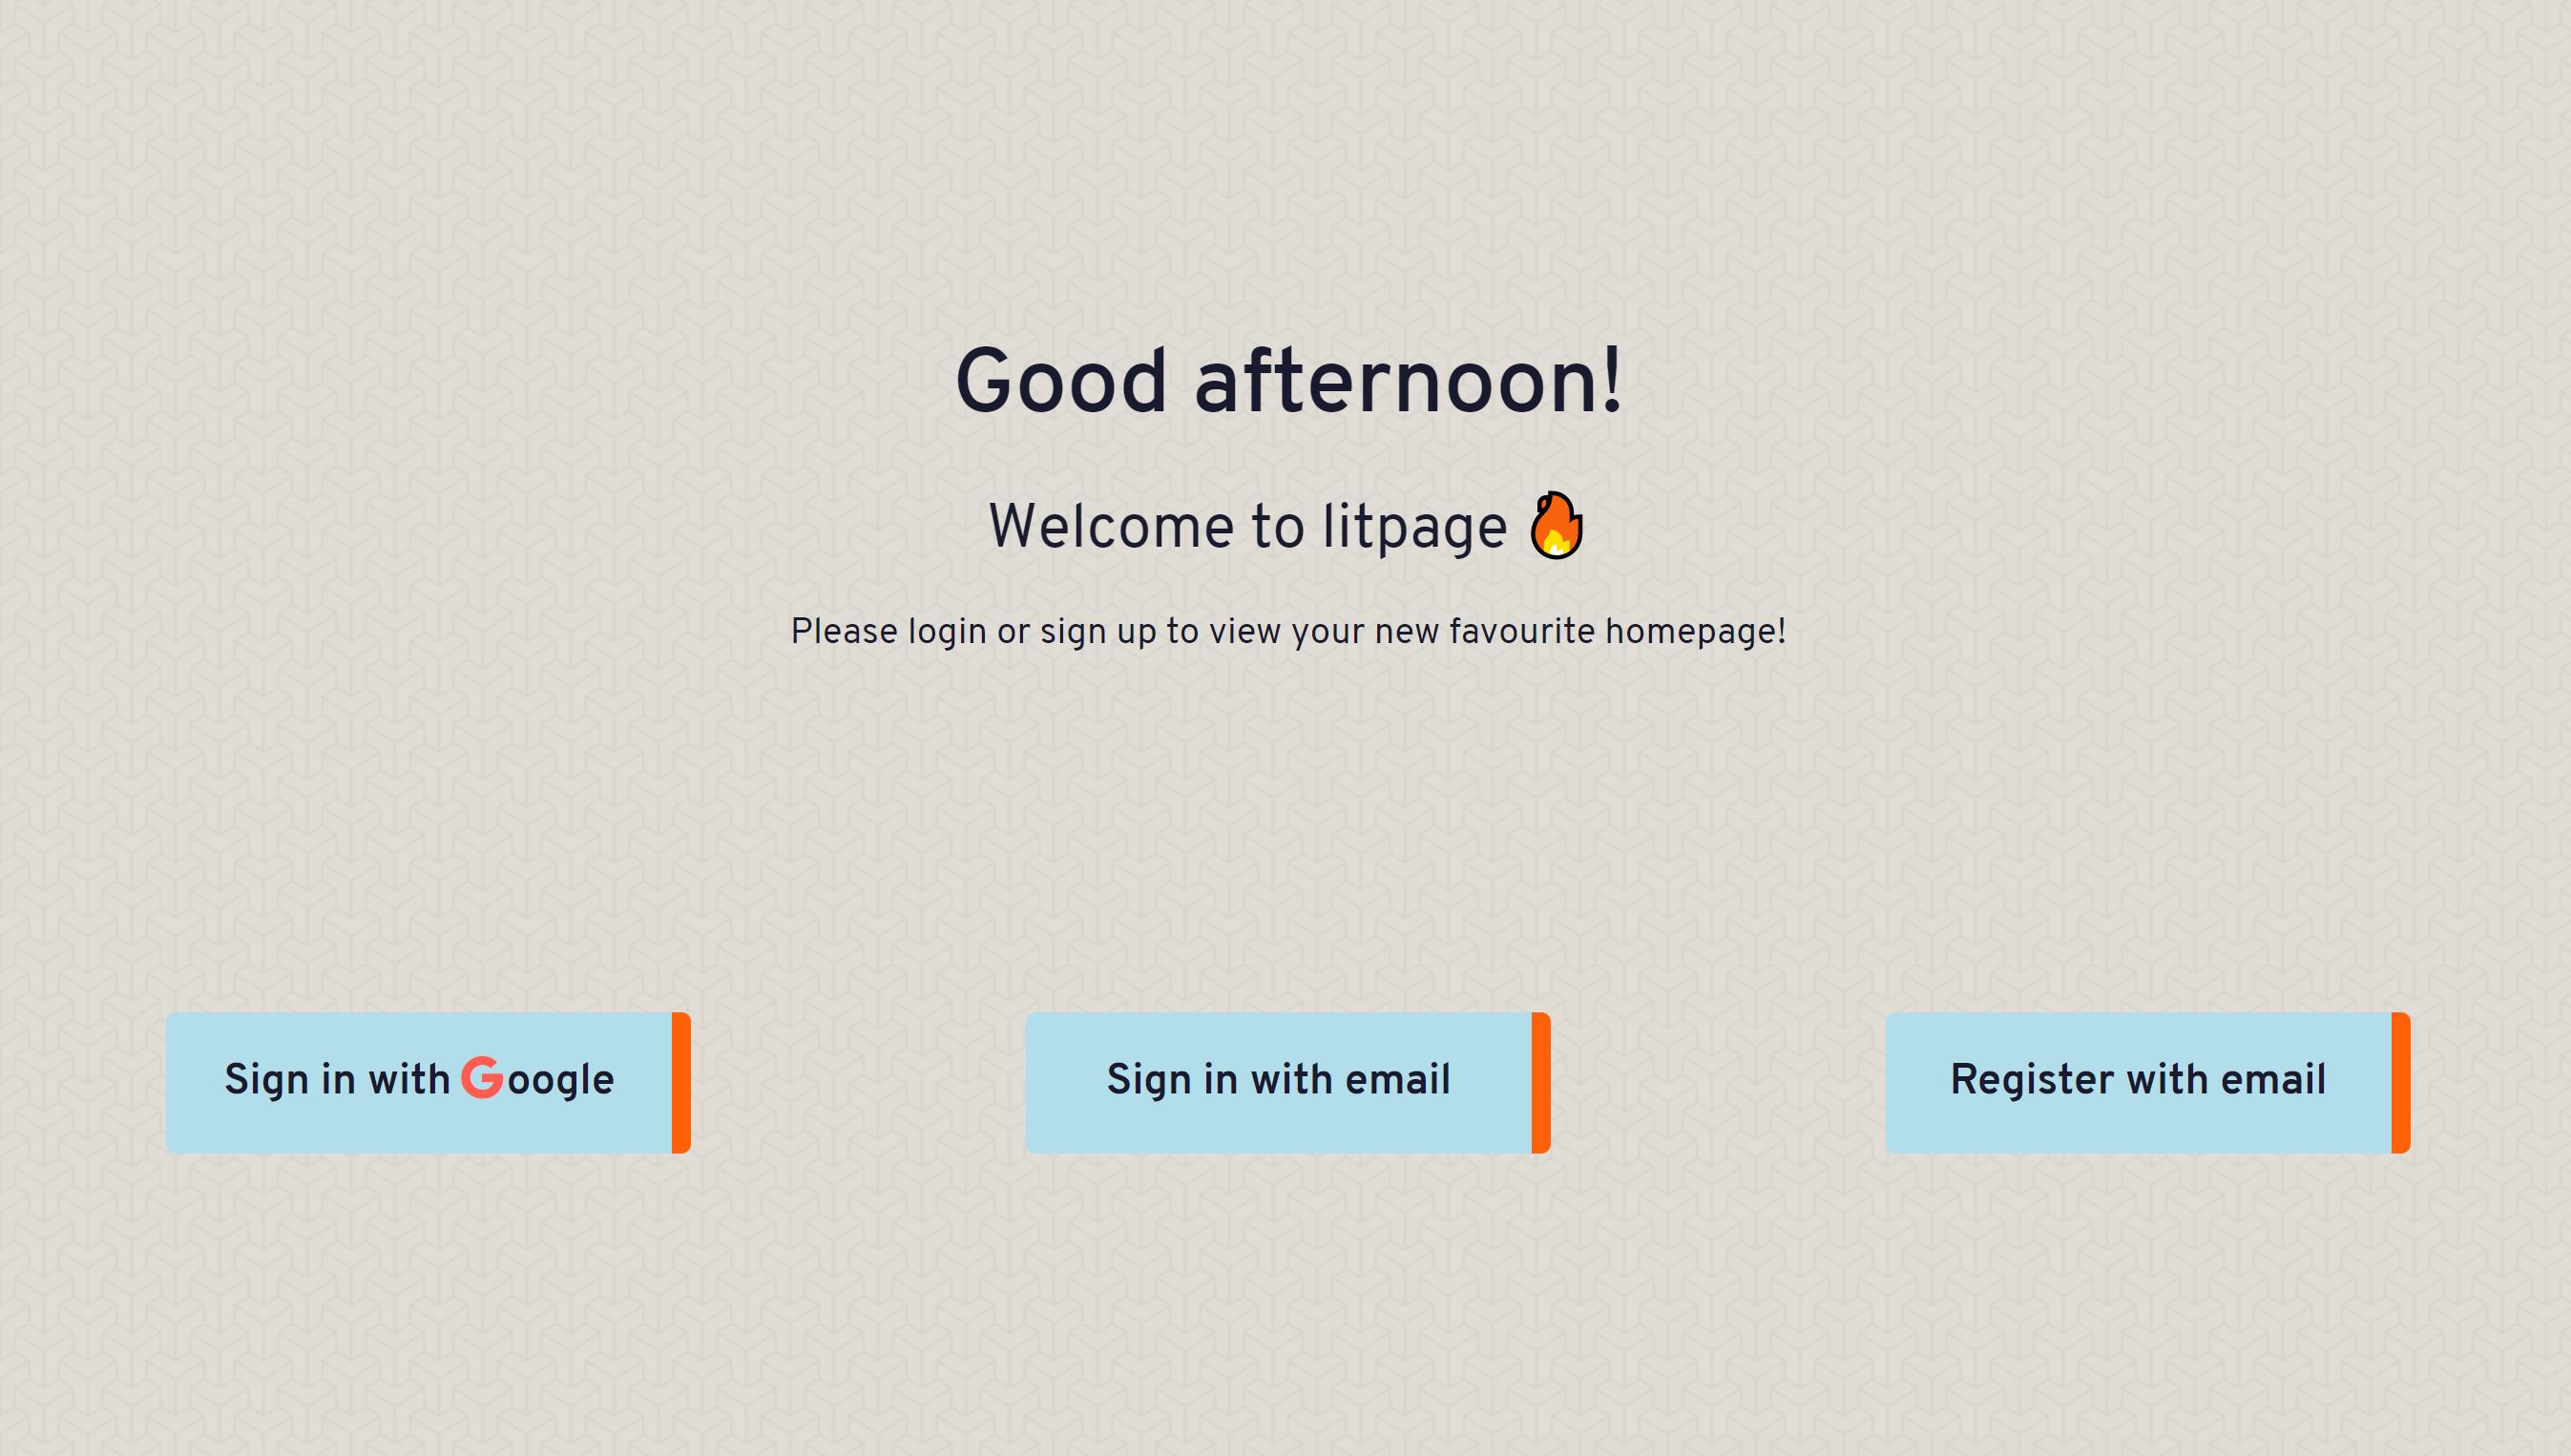 Good afternoon!
Welcome to litpage 🔥
Please login or sign up to view your new favourite homepage!
Sign in with Google
Sign in with email
Register with email